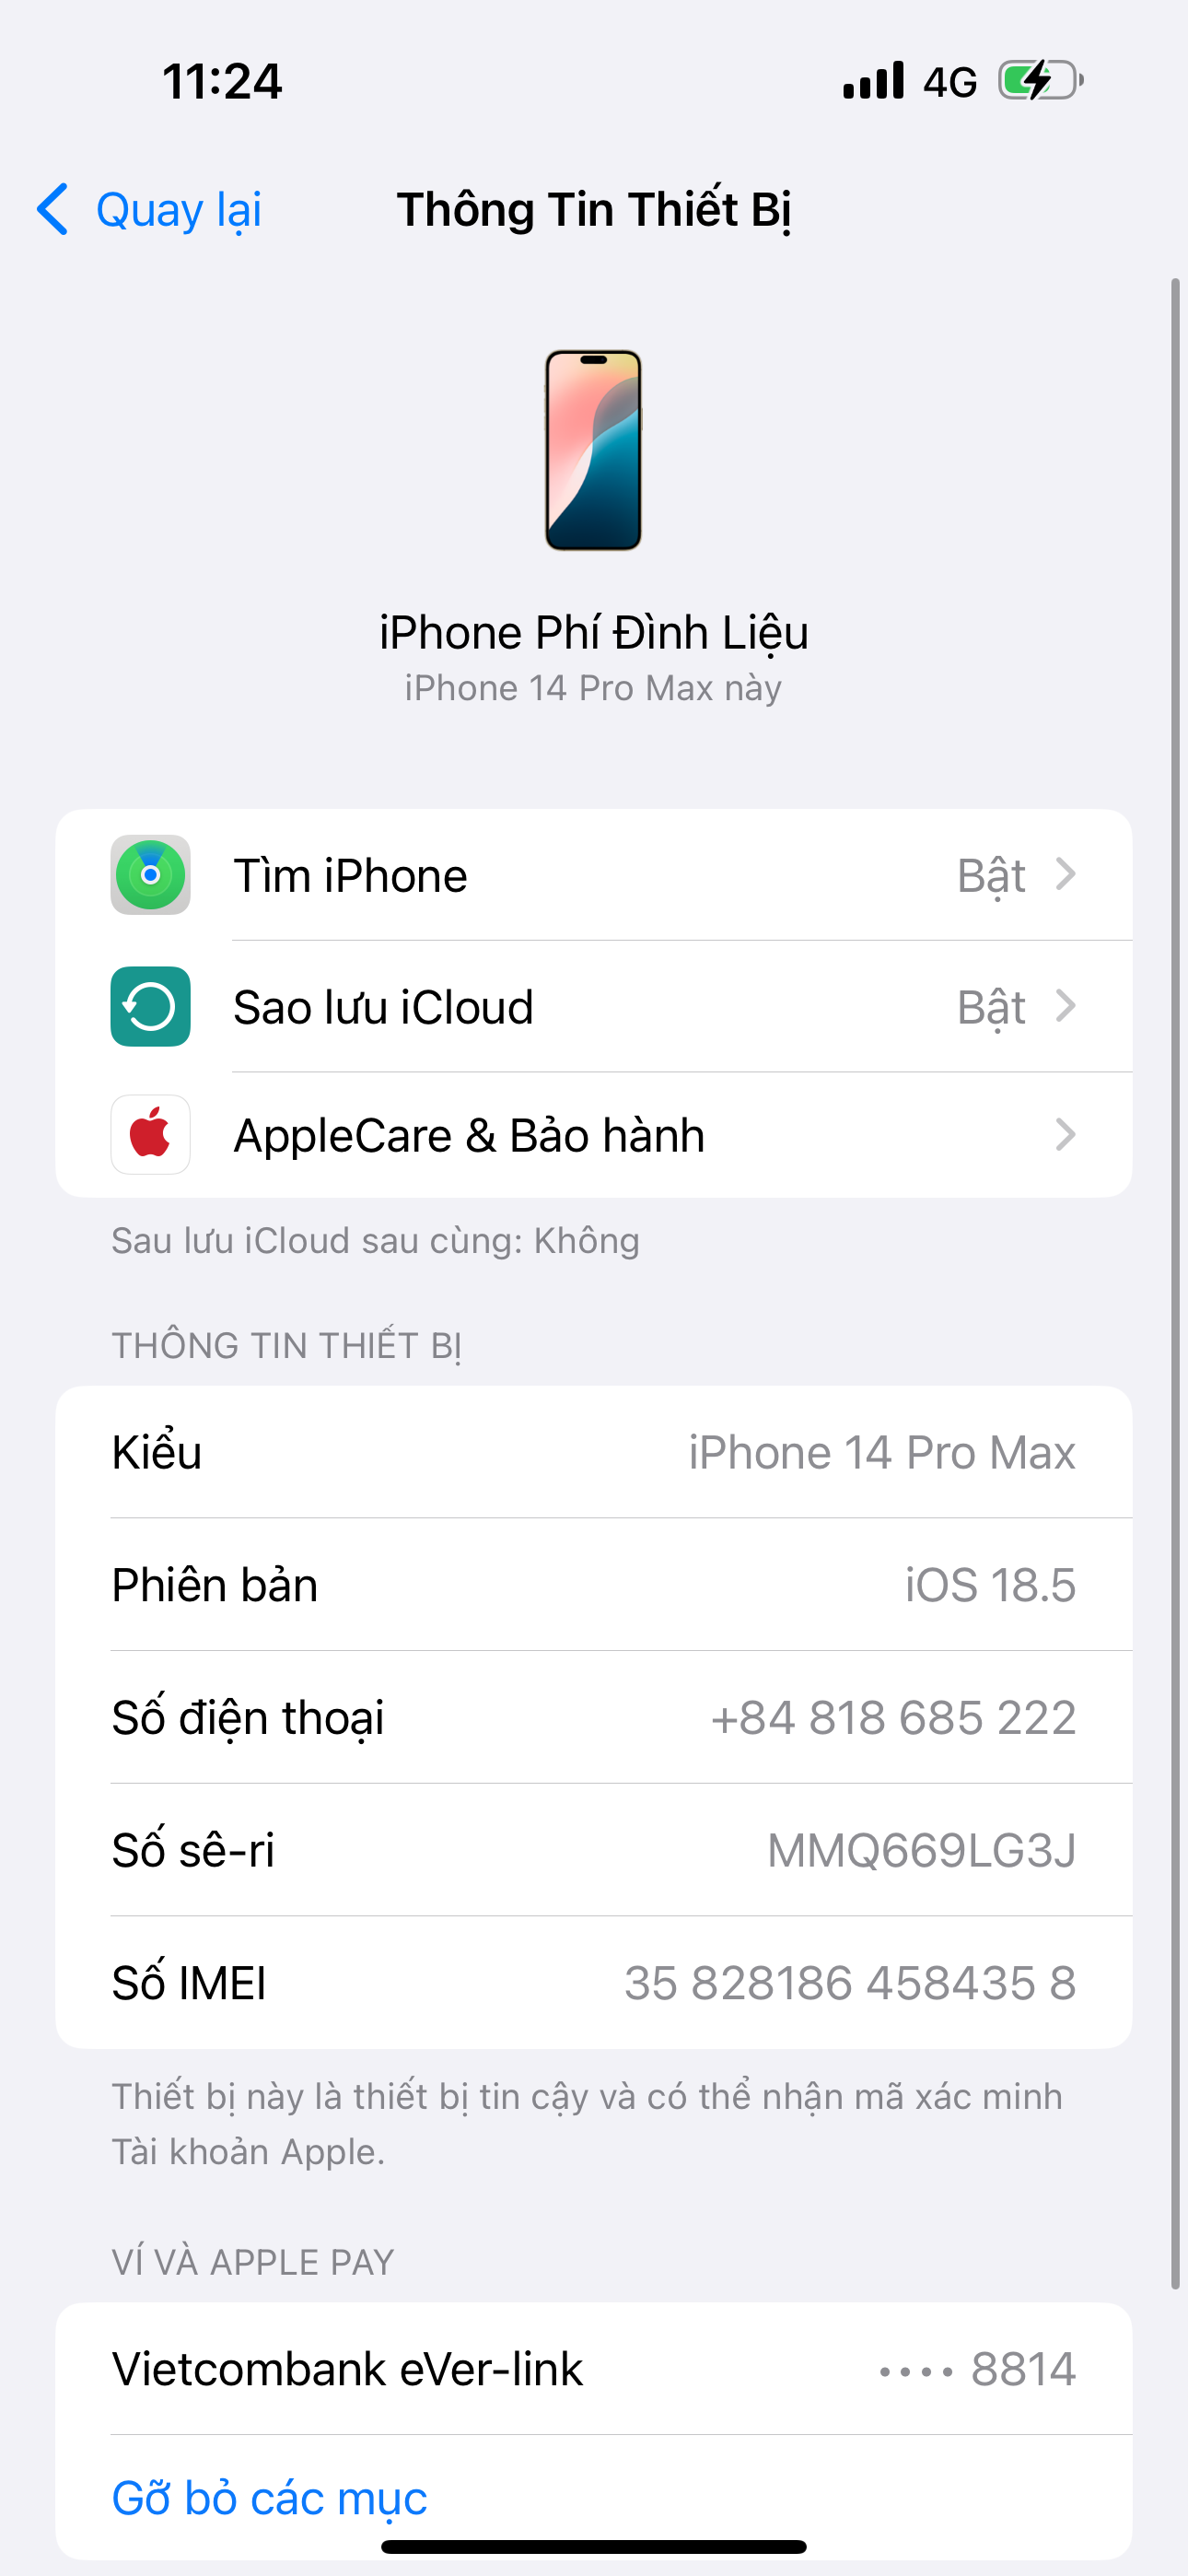 11:24 4G
Quay lại Thông Tin Thiết Bị
iPhone Phí Đình Liệu
iPhone 14 Pro Max này
Tìm iPhone Bật
Sao lưu iCloud Bật
AppleCare & Bảo hành
Sau lưu iCloud sau cùng: Không
THÔNG TIN THIẾT BỊ
Kiểu iPhone 14 Pro Max
Phiên bản iOS 18.5
Số điện thoại +84 818 685 222
Số sê-ri MMQ669LG3J
Số IMEI 35 828186 458435 8
Thiết bị này là thiết bị tin cậy và có thể nhận mã xác minh
Tài khoản Apple.
VÍ VÀ APPLE PAY
Vietcombank eVer-link •••• 8814
Gỡ bỏ các mục